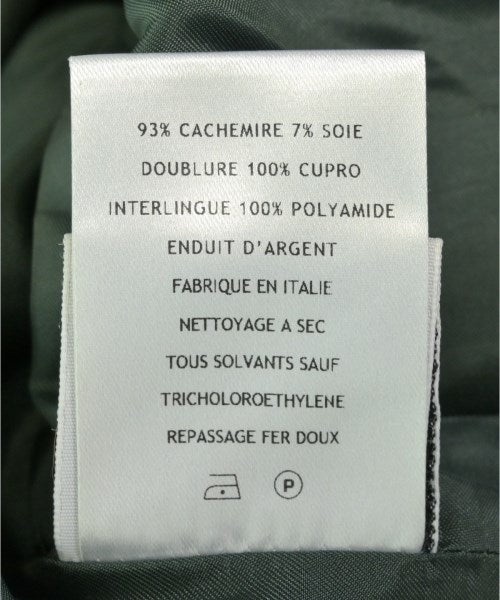 93% CACHEMIRE 7% SOIE
DOUBLURE 100% CUPRO
INTERLINGUE 100% POLYAMIDE
ENDUIT D'ARGENT
FABRIQUE EN ITALIE
NETTOYAGE A SEC
TOUS SOLVANTS SAUF
TRICHOLOROETHYLENE
REPASSAGE FER DOUX
P